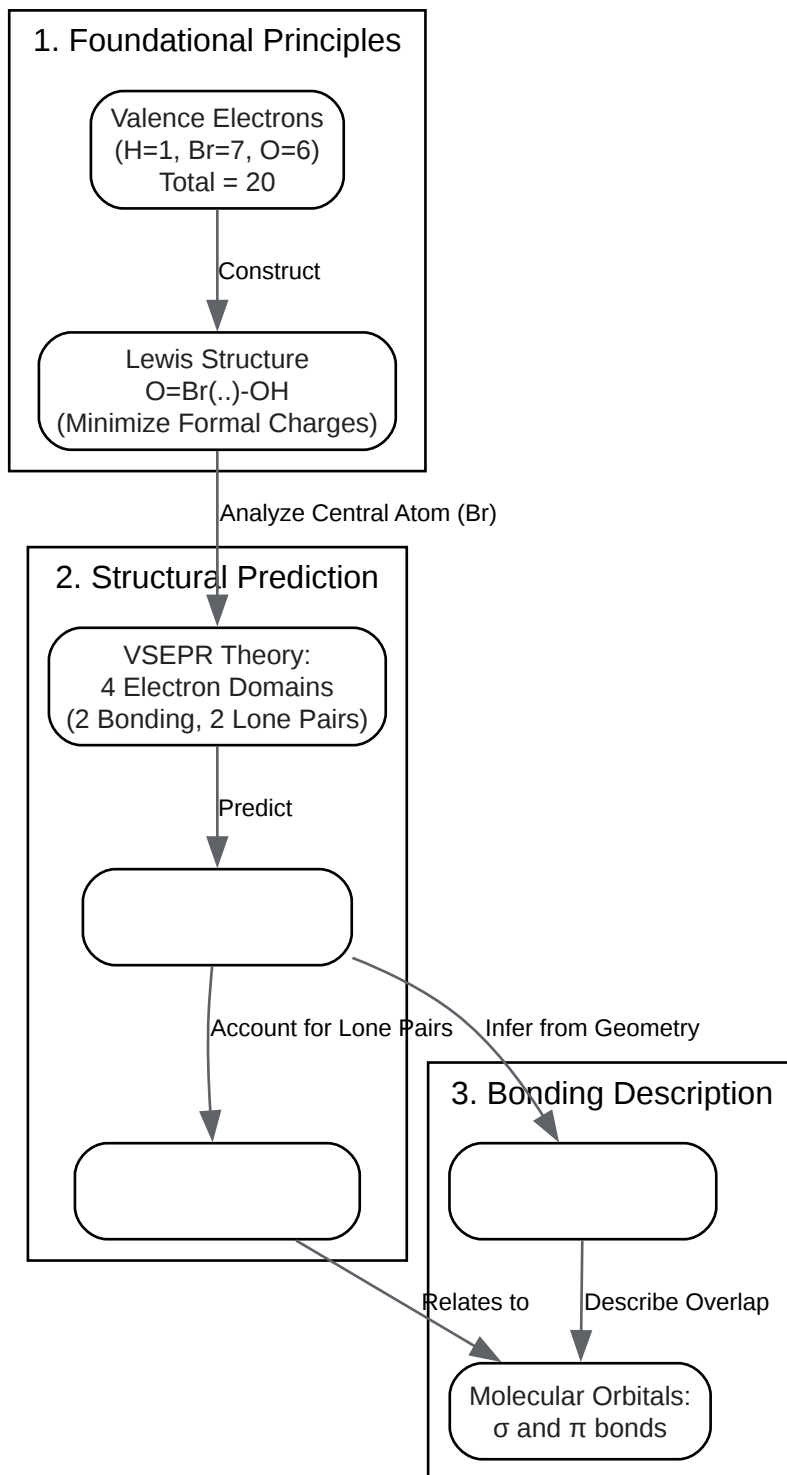 1. Foundational Principles
Valence Electrons
(H=1, Br=7, O=6)
Total = 20
Construct
Lewis Structure
O=Br(..)-OH
(Minimize Formal Charges)
Analyze Central Atom (Br)
2. Structural Prediction
VSEPR Theory:
4 Electron Domains
(2 Bonding, 2 Lone Pairs)
Predict
Account for Lone Pairs
Infer from Geometry
3. Bonding Description
Relates to
Describe Overlap
Molecular Orbitals:
σ and π bonds